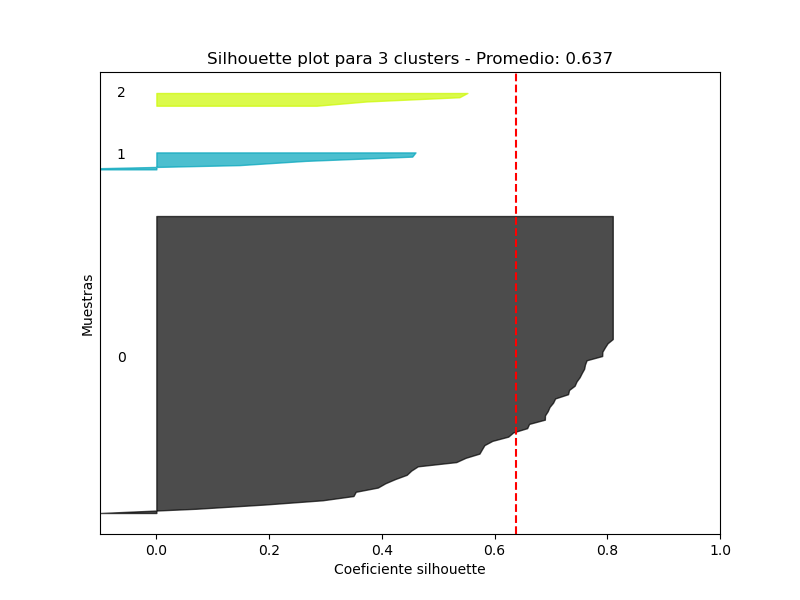 Silhouette plot para 3 clusters - Promedio: 0.637
2
1
0
Muestras
0.0 0.2 0.4 0.6 0.8 1.0
Coeficiente silhouette